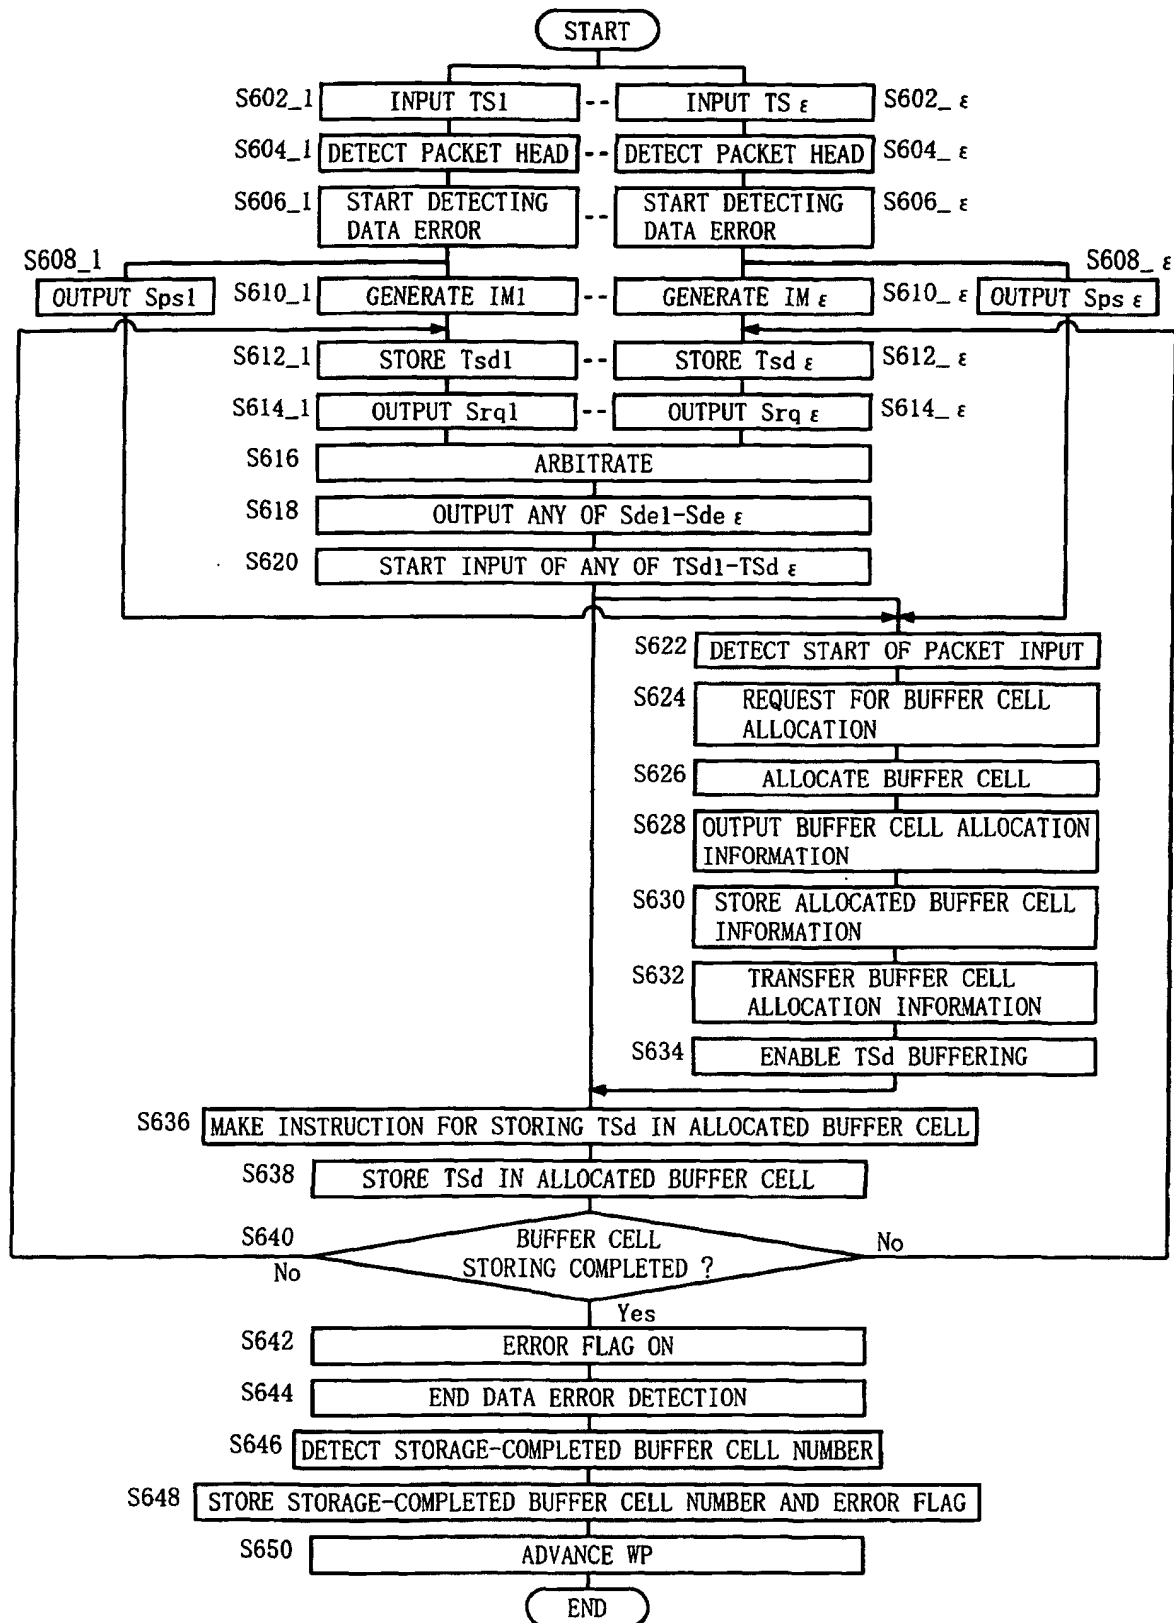 START
S602_1 INPUT TS1 -- INPUT TS ε S602_ ε
S604_1 DETECT PACKET HEAD -- DETECT PACKET HEAD S604_ ε
S606_1 START DETECTING DATA ERROR -- START DETECTING DATA ERROR S606_ ε
S608_1 S608_ ε
OUTPUT Sps1 S610_1 GENERATE IM1 -- GENERATE IM ε S610_ ε OUTPUT Sps ε
S612_1 STORE Tsd1 -- STORE Tsd ε S612_ ε
S614_1 OUTPUT Srq1 -- OUTPUT Srq ε S614_ ε
S616 ARBITRATE
S618 OUTPUT ANY OF Sde1-Sde ε
S620 START INPUT OF ANY OF TSd1-TSd ε
S622 DETECT START OF PACKET INPUT
S624 REQUEST FOR BUFFER CELL
ALLOCATION
S626 ALLOCATE BUFFER CELL
S628 OUTPUT BUFFER CELL ALLOCATION
INFORMATION
S630 STORE ALLOCATED BUFFER CELL
INFORMATION
S632 TRANSFER BUFFER CELL
ALLOCATION INFORMATION
S634 ENABLE TSd BUFFERING
S636 MAKE INSTRUCTION FOR STORING TSd IN ALLOCATED BUFFER CELL
S638 STORE TSd IN ALLOCATED BUFFER CELL
S640 BUFFER CELL
STORING COMPLETED ?
No
No
Yes
S642 ERROR FLAG ON
S644 END DATA ERROR DETECTION
S646 DETECT STORAGE-COMPLETED BUFFER CELL NUMBER
S648 STORE STORAGE-COMPLETED BUFFER CELL NUMBER AND ERROR FLAG
S650 ADVANCE WP
END